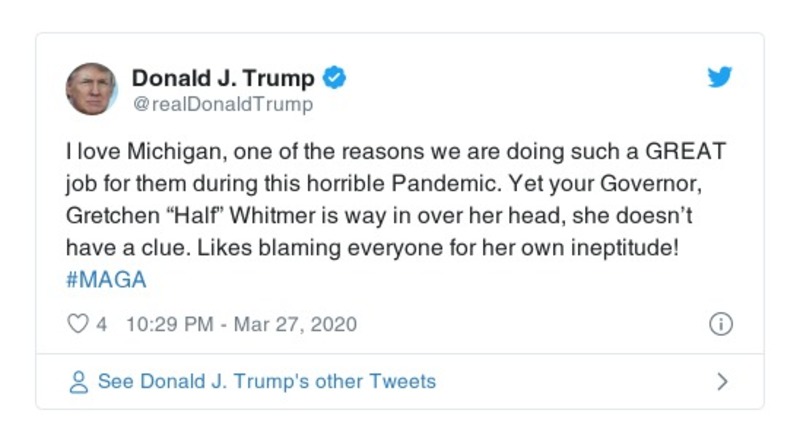 Donald J. Trump
@realDonaldTrump
I love Michigan, one of the reasons we are doing such a GREAT
job for them during this horrible Pandemic. Yet your Governor,
Gretchen “Half” Whitmer is way in over her head, she doesn’t
have a clue. Likes blaming everyone for her own ineptitude!
#MAGA
4 10:29 PM - Mar 27, 2020
See Donald J. Trump's other Tweets